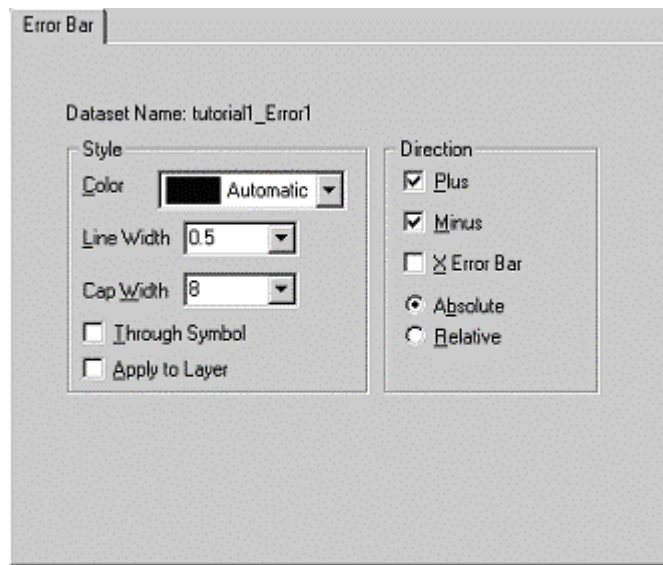 Error Bar
Dataset Name: tutorial1_Error1
Style
Color Automatic
Line Width 0.5
Cap Width 8
Through Symbol
Apply to Layer
Direction
Plus
Minus
X Error Bar
Absolute
Relative